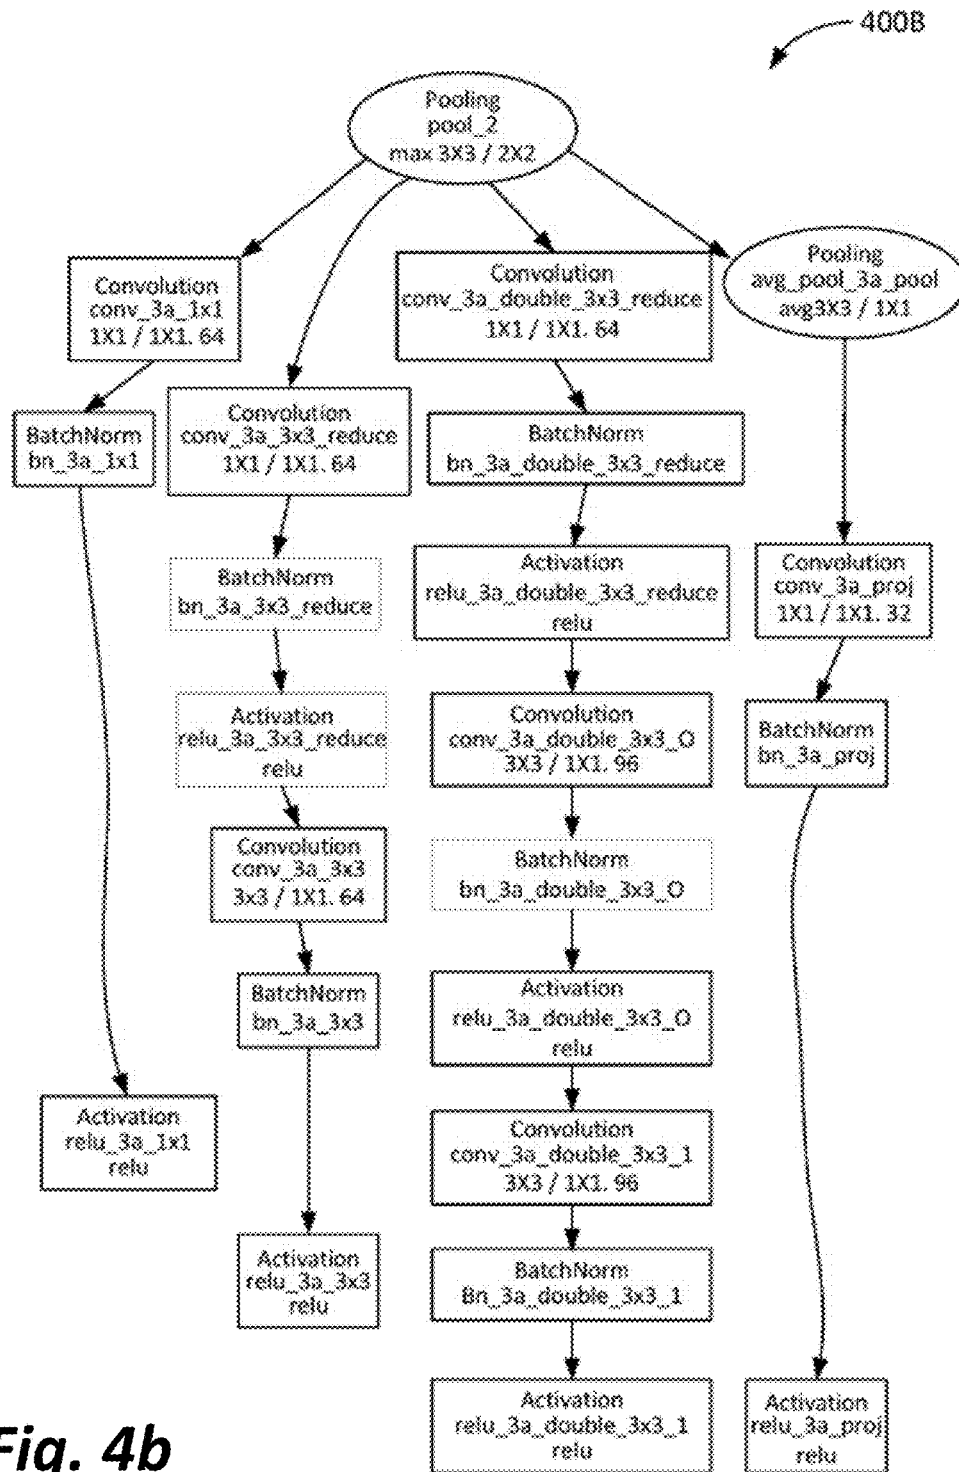 400B
Pooling
pool_2
max 3X3 / 2X2
Convolution
conv_3a_1x1
1X1 / 1X1. 64
Convolution
conv_3a_double_3x3_reduce
1X1 / 1X1. 64
Pooling
avg_pool_3a_pool
avg3X3 / 1X1
BatchNorm
bn_3a_1x1
Convolution
conv_3a_3x3_reduce
1X1 / 1X1. 64
BatchNorm
bn_3a_double_3x3_reduce
BatchNorm
bn_3a_3x3_reduce
Activation
relu_3a_double_3x3_reduce
relu
Convolution
conv_3a_proj
1X1 / 1X1. 32
Activation
relu_3a_3x3_reduce
relu
Convolution
conv_3a_double_3x3_O
3X3 / 1X1. 96
BatchNorm
bn_3a_proj
Convolution
conv_3a_3x3
3x3 / 1X1. 64
BatchNorm
bn_3a_double_3x3_O
BatchNorm
bn_3a_3x3
Activation
relu_3a_double_3x3_O
relu
Activation
relu_3a_1x1
relu
Convolution
conv_3a_double_3x3_1
3X3 / 1X1. 96
Activation
relu_3a_3x3
relu
BatchNorm
Bn_3a_double_3x3_1
Activation
relu_3a_double_3x3_1
relu
Activation
relu_3a_proj
relu
Fig. 4b